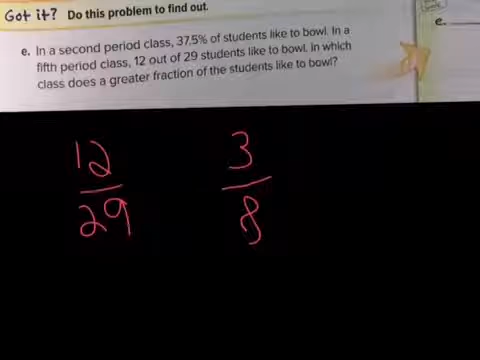 Got it? Do this problem to find out.
e. In a second period class, 37.5% of students like to bowl. In a
fifth period class, 12 out of 29 students like to bowl. In which
class does a greater fraction of the students like to bowl?
e.
12 3
29 8